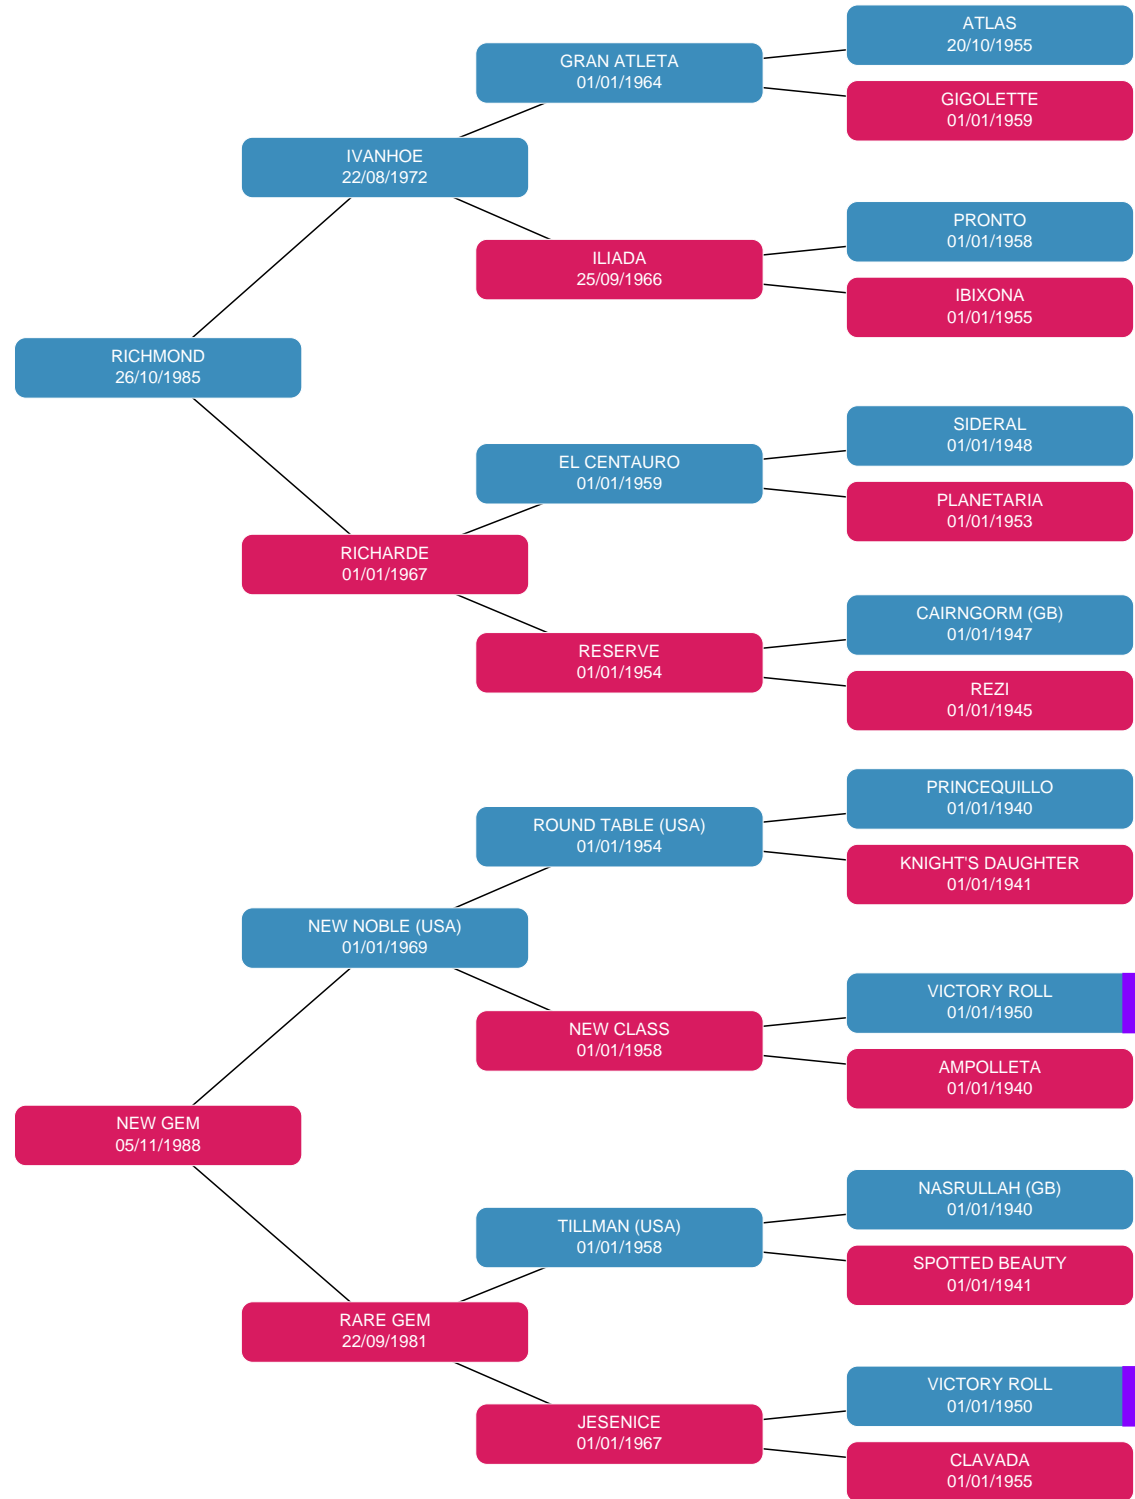 ATLAS
20/10/1955
GRAN ATLETA
01/01/1964
GIGOLETTE
01/01/1959
IVANHOE
22/08/1972
PRONTO
01/01/1958
ILIADA
25/09/1966
IBIXONA
01/01/1955
RICHMOND
26/10/1985
SIDERAL
01/01/1948
EL CENTAURO
01/01/1959
PLANETARIA
01/01/1953
RICHARDE
01/01/1967
CAIRNGORM (GB)
01/01/1947
RESERVE
01/01/1954
REZI
01/01/1945
PRINCEQUILLO
01/01/1940
ROUND TABLE (USA)
01/01/1954
KNIGHT'S DAUGHTER
01/01/1941
NEW NOBLE (USA)
01/01/1969
VICTORY ROLL
01/01/1950
NEW CLASS
01/01/1958
AMPOLLETA
01/01/1940
NEW GEM
05/11/1988
NASRULLAH (GB)
01/01/1940
TILLMAN (USA)
01/01/1958
SPOTTED BEAUTY
01/01/1941
RARE GEM
22/09/1981
VICTORY ROLL
01/01/1950
JESENICE
01/01/1967
CLAVADA
01/01/1955